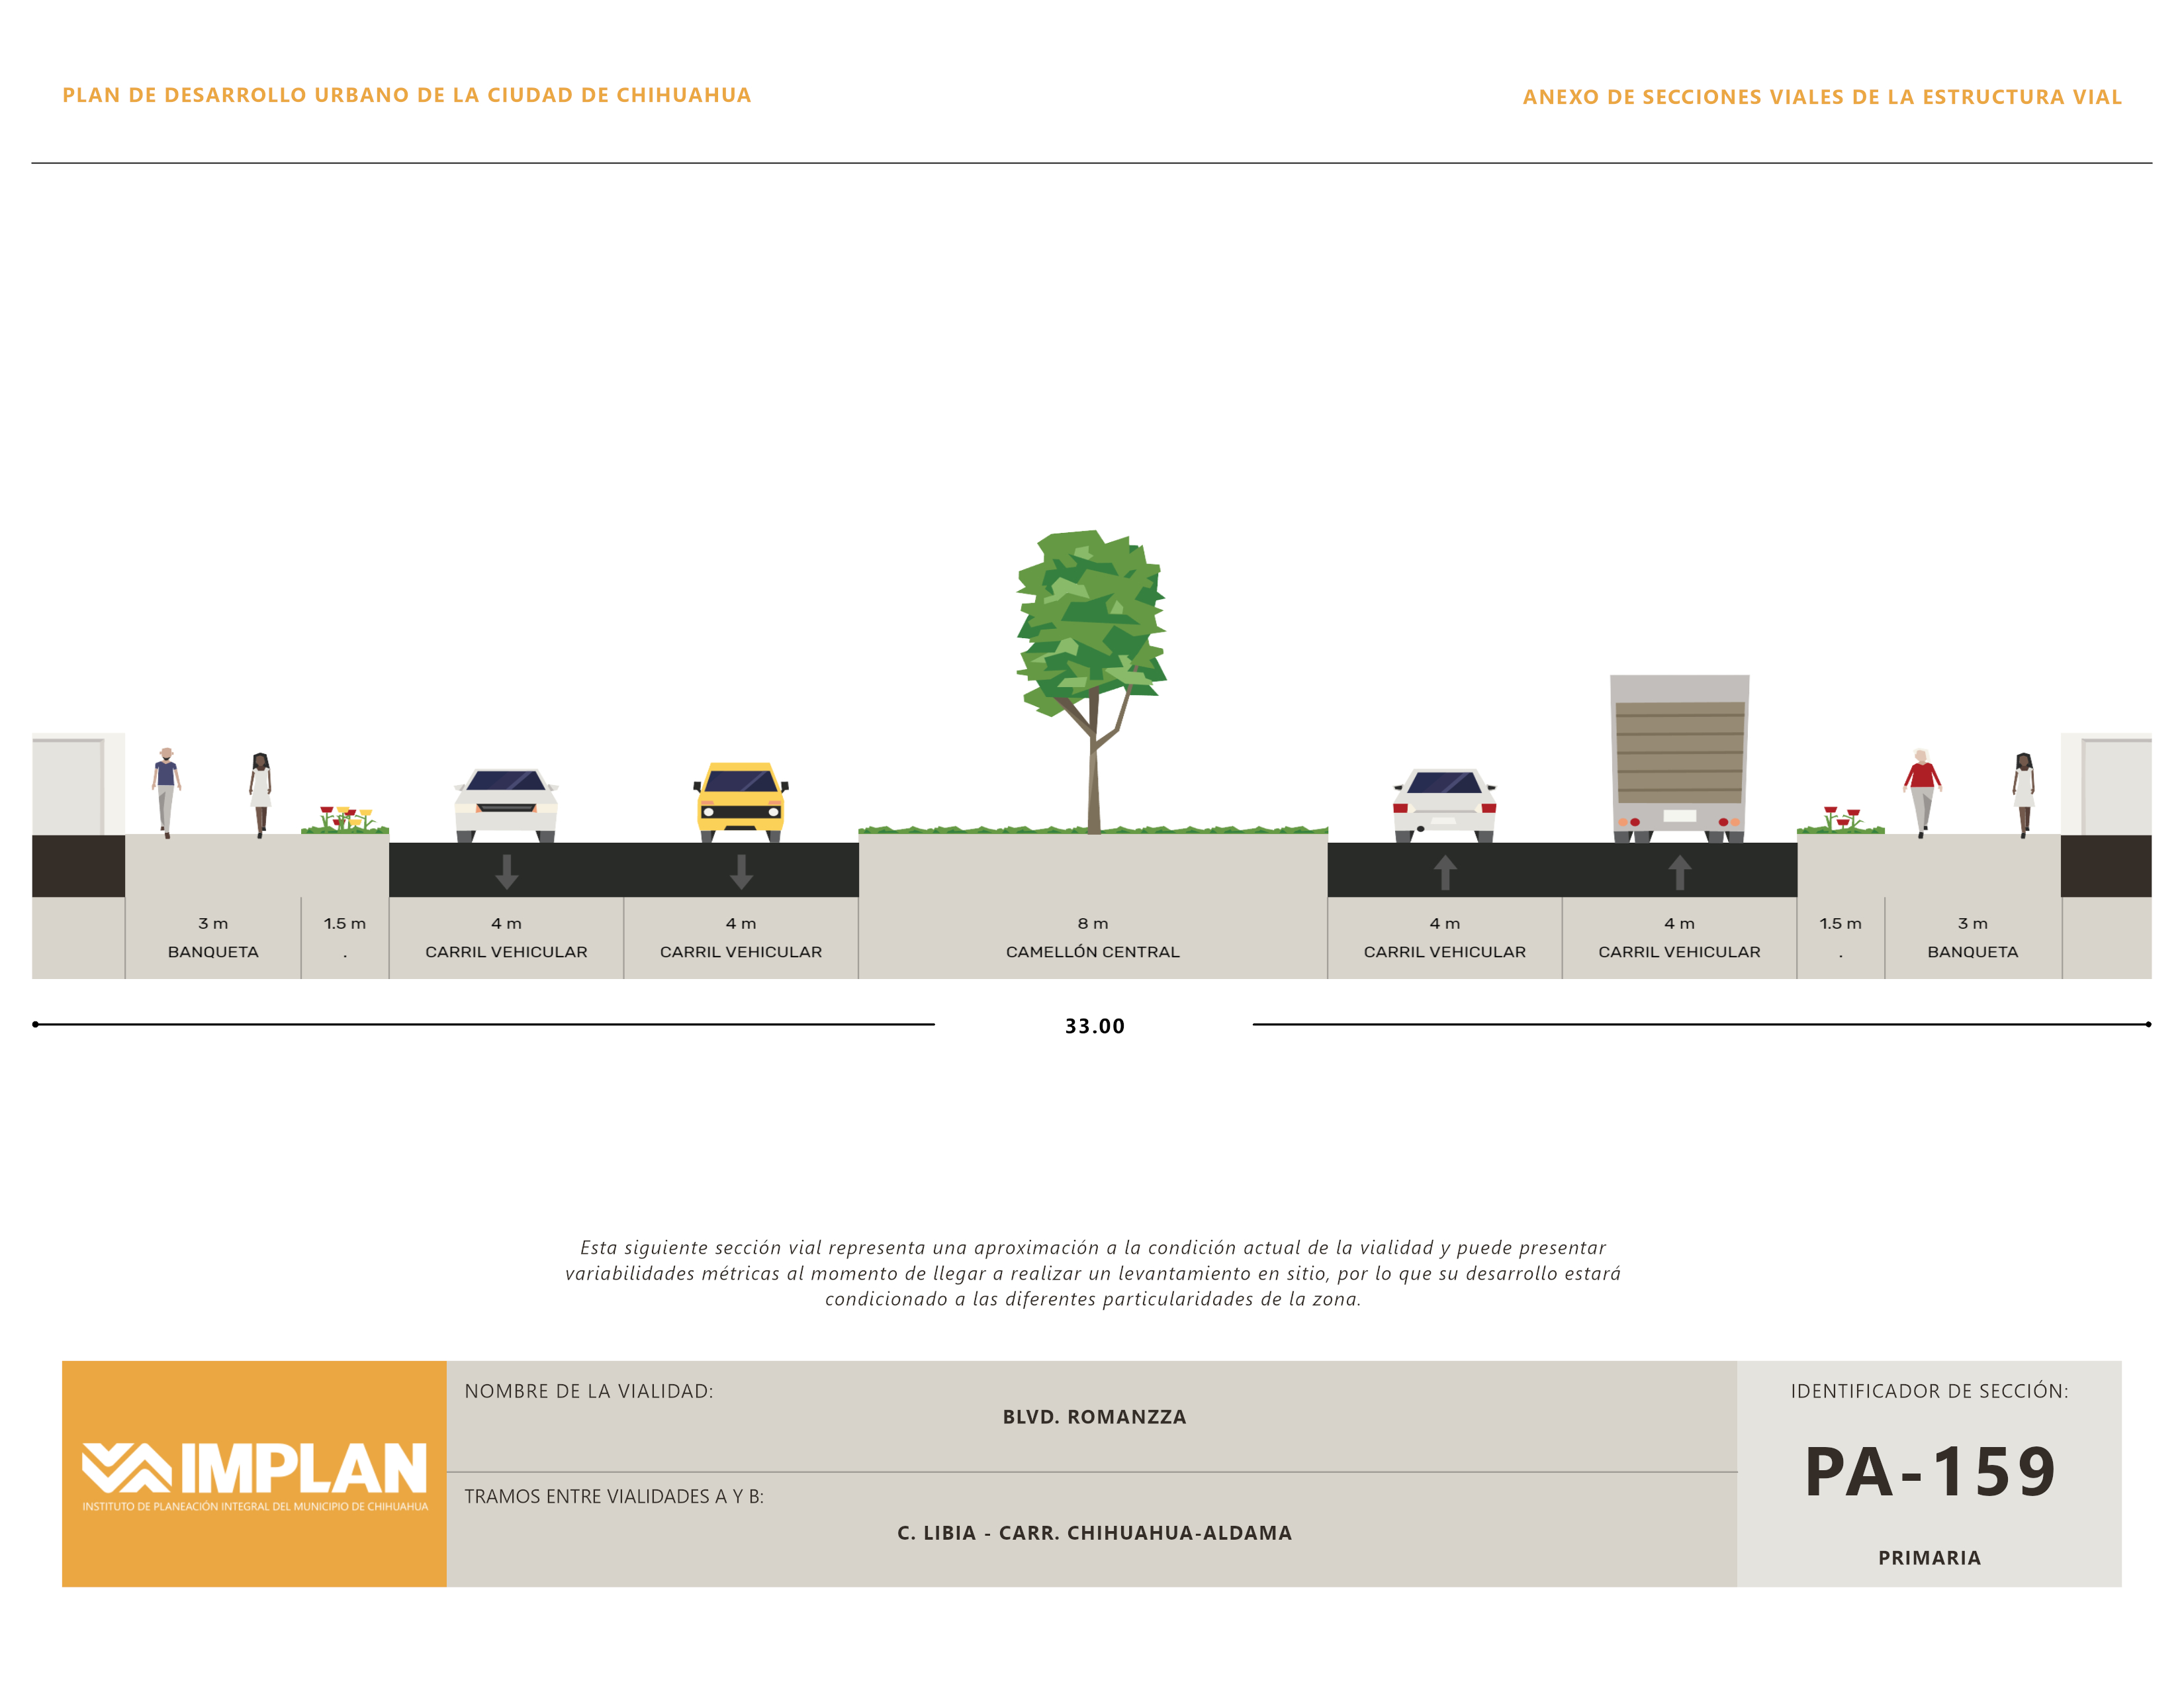 PLAN DE DESARROLLO URBANO DE LA CIUDAD DE CHIHUAHUA
ANEXO DE SECCIONES VIALES DE LA ESTRUCTURA VIAL
3 m
BANQUETA
1.5 m
.
4 m
CARRIL VEHICULAR
4 m
CARRIL VEHICULAR
8 m
CAMELLÓN CENTRAL
4 m
CARRIL VEHICULAR
4 m
CARRIL VEHICULAR
1.5 m
.
3 m
BANQUETA
33.00
Esta siguiente sección vial representa una aproximación a la condición actual de la vialidad y puede presentar
variabilidades métricas al momento de llegar a realizar un levantamiento en sitio, por lo que su desarrollo estará
condicionado a las diferentes particularidades de la zona.
IMPLAN
INSTITUTO DE PLANEACIÓN INTEGRAL DEL MUNICIPIO DE CHIHUAHUA
NOMBRE DE LA VIALIDAD:
BLVD. ROMANZZA
TRAMOS ENTRE VIALIDADES A Y B:
C. LIBIA - CARR. CHIHUAHUA-ALDAMA
IDENTIFICADOR DE SECCIÓN:
PA-159
PRIMARIA